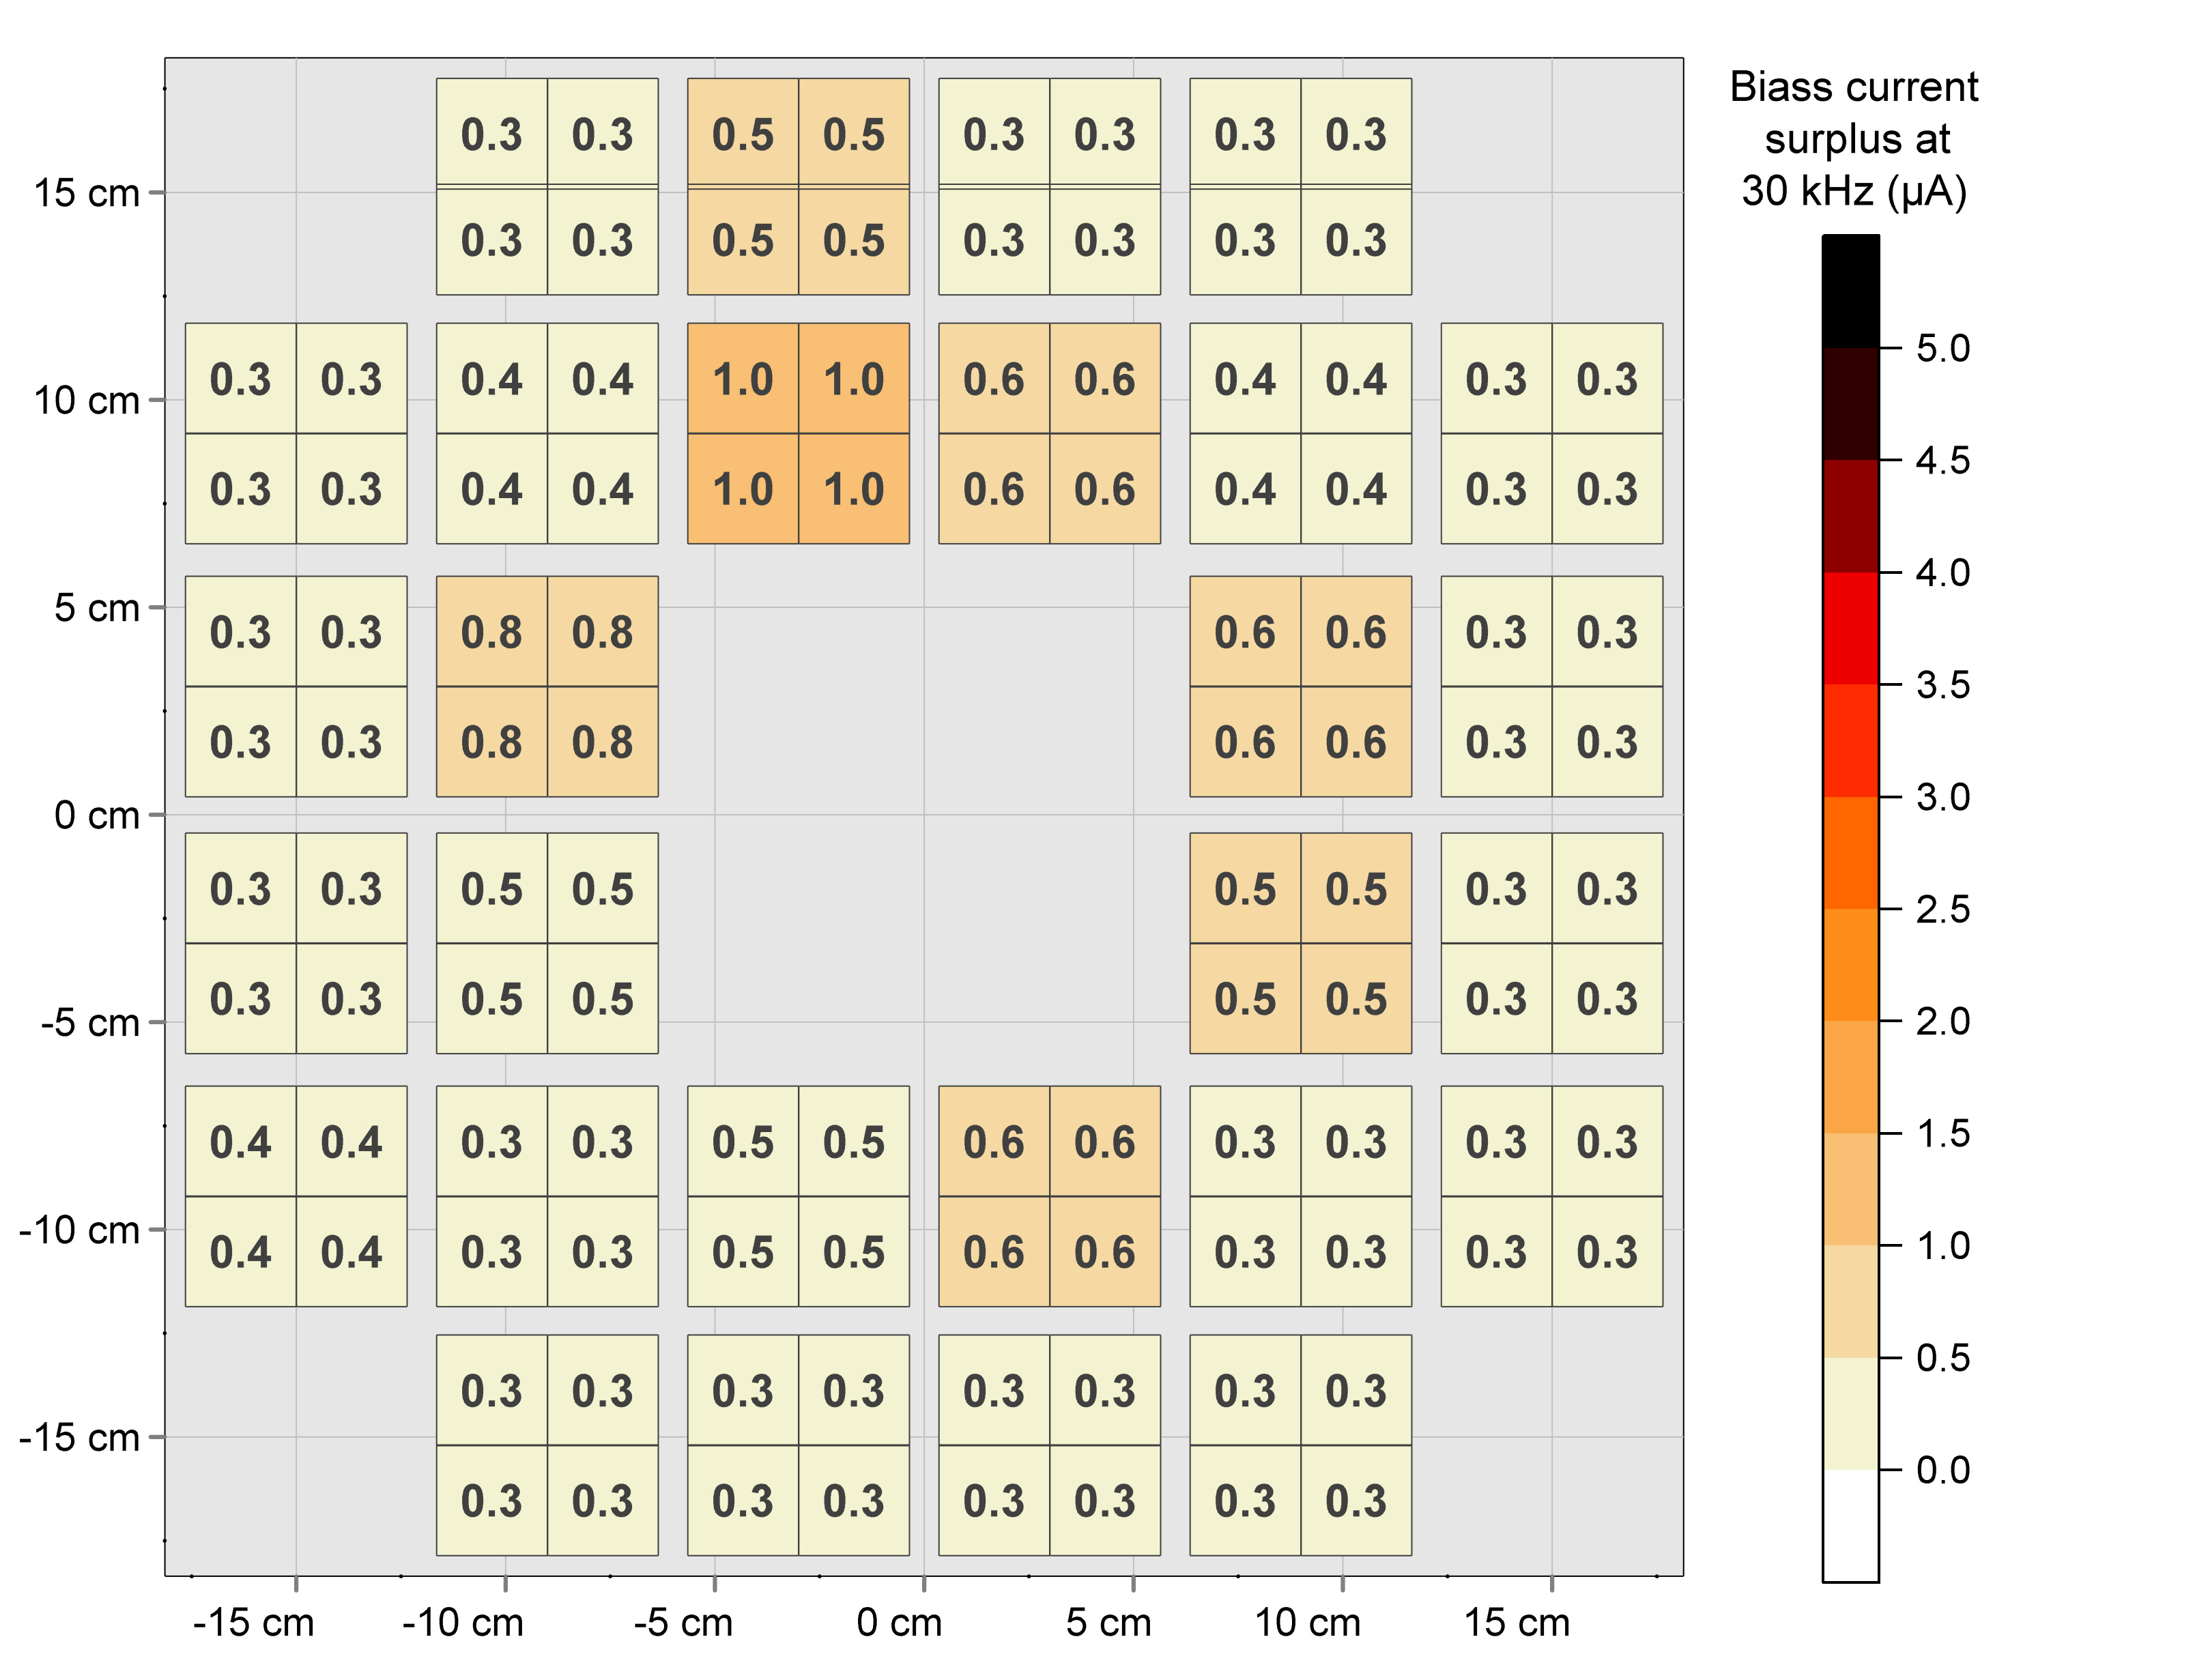 Biass current
surplus at
30 kHz (µA)
0.3 0.3 0.5 0.5 0.3 0.3 0.3 0.3
15 cm
0.3 0.3 0.5 0.5 0.3 0.3 0.3 0.3
5.0
0.3 0.3 0.4 0.4 1.0 1.0 0.6 0.6 0.4 0.4 0.3 0.3
10 cm
4.5
0.3 0.3 0.4 0.4 1.0 1.0 0.6 0.6 0.4 0.4 0.3 0.3
4.0
5 cm
0.3 0.3 0.8 0.8 0.6 0.6 0.3 0.3
3.5
0.3 0.3 0.8 0.8 0.6 0.6 0.3 0.3
3.0
0 cm
0.3 0.3 0.5 0.5 0.5 0.5 0.3 0.3
2.5
0.3 0.3 0.5 0.5 0.5 0.5 0.3 0.3
-5 cm
2.0
0.4 0.4 0.3 0.3 0.5 0.5 0.6 0.6 0.3 0.3 0.3 0.3
1.5
-10 cm
1.0
0.4 0.4 0.3 0.3 0.5 0.5 0.6 0.6 0.3 0.3 0.3 0.3
0.5
0.3 0.3 0.3 0.3 0.3 0.3 0.3 0.3
-15 cm
0.0
0.3 0.3 0.3 0.3 0.3 0.3 0.3 0.3
-15 cm -10 cm -5 cm 0 cm 5 cm 10 cm 15 cm